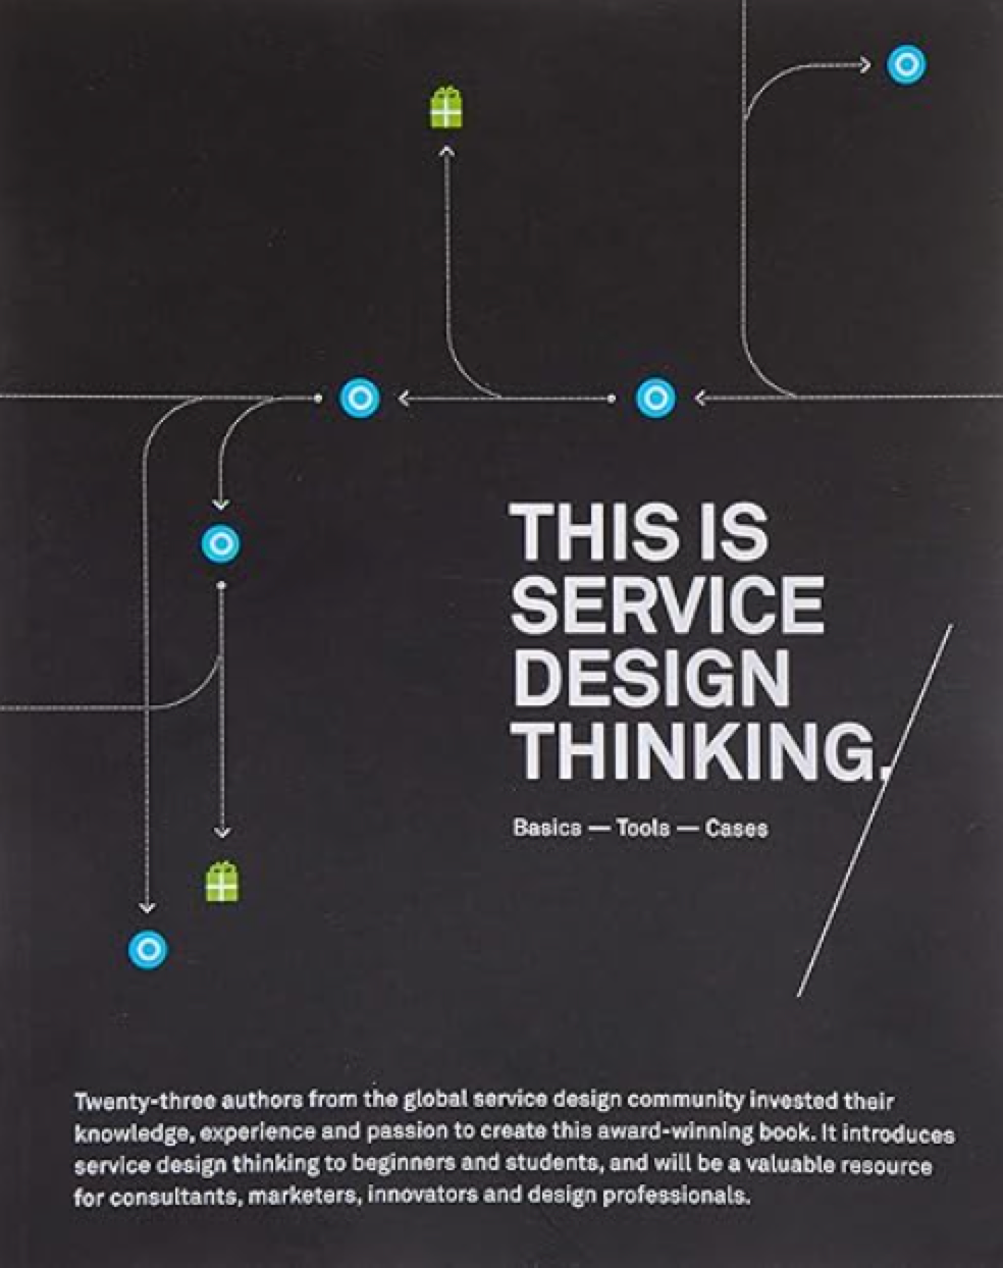 THIS IS
SERVICE
DESIGN
THINKING.
Basics — Tools — Cases
Twenty-three authors from the global service design community invested their
knowledge, experience and passion to create this award-winning book. It introduces
service design thinking to beginners and students, and will be a valuable resource
for consultants, marketers, innovators and design professionals.